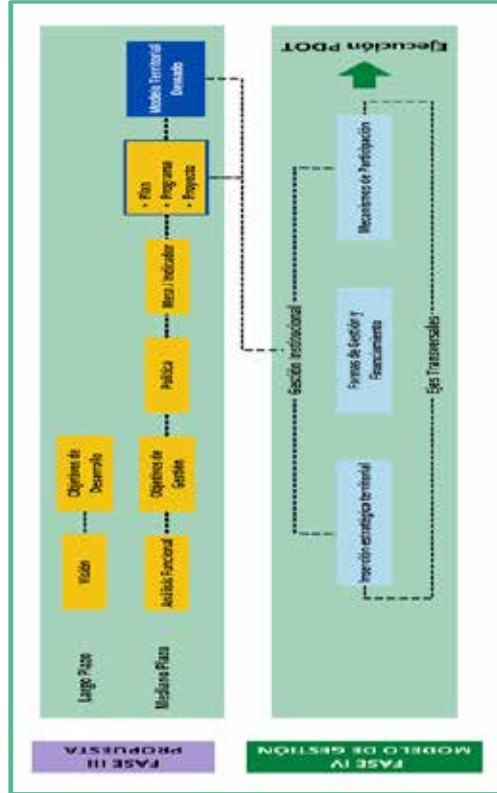 FASE III
PROPUESTA
Largo Plazo
Visión
Objetivos de
Desarrollo
Mediano Plazo
Análisis Funcional
Objetivos de
Gestión
Política
Meta / Indicador
• Plan
• Programa
• Proyecto
Modelo Territorial
Deseado
FASE IV
MODELO DE GESTIÓN
Gestión Institucional
Inserción estratégica territorial
Formas de Gestión y
Financiamiento
Mecanismos de Participación
Ejes Transversales
Ejecución PDOT